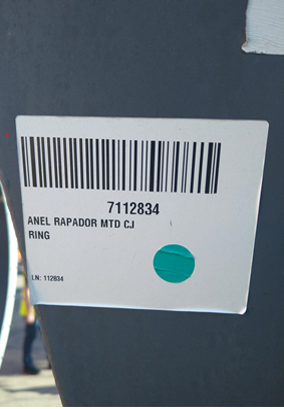 7112834
ANEL RAPADOR MTD CJ
RING
LN: 112834